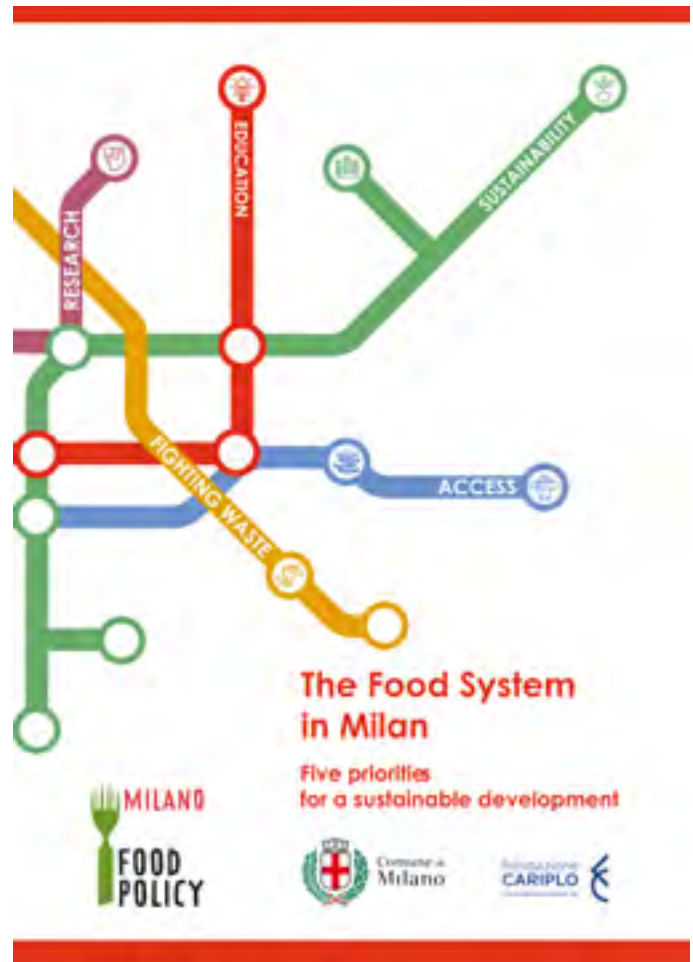 EDUCATION
SUSTAINABILITY
RESEARCH
FIGHTING WASTE
ACCESS
The Food System
in Milan
Five priorities
for a sustainable development
MILANO
FOOD
POLICY
Comune di
Milano
Fondazione
CARIPLO